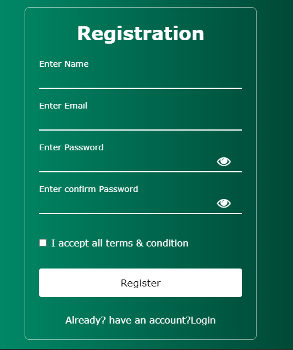 Registration
Enter Name
Enter Email
Enter Password
Enter confirm Password
I accept all terms & condition
Register
Already? have an account?Login